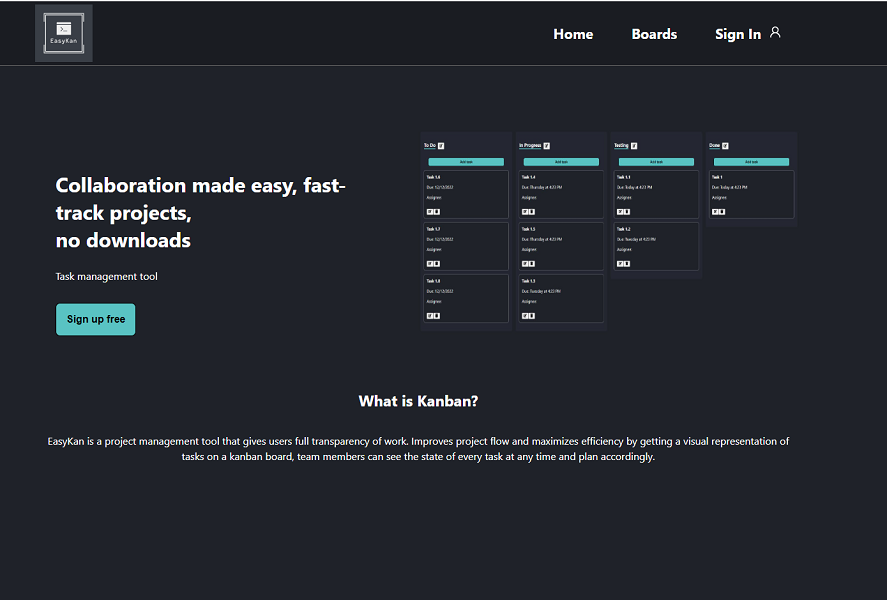 EasyKan
Home
Boards
Sign In
Collaboration made easy, fast-
track projects,
no downloads
Task management tool
Sign up free
To Do
Add task
Task 1.6
Due: 12/12/2022
Assignee:
Task 1.7
Due: 12/12/2022
Assignee:
Task 1.8
Due: 12/12/2022
Assignee:
In Progress
Add task
Task 1.4
Due: Thursday at 4:23 PM
Assignee:
Due: Thursday at 4:23 PM
Assignee:
Task 1.3
Due: Tuesday at 4:23 PM
Assignee:
Testing
Add task
Task 1.1
Due: Today at 4:23 PM
Assignee:
Task 1.2
Due: Tuesday at 4:23 PM
Assignee:
Done
Add task
Task 1
Due: Today at 4:23 PM
Assignee:
What is Kanban?
EasyKan is a project management tool that gives users full transparency of work. Improves project flow and maximizes efficiency by getting a visual representation of
tasks on a kanban board, team members can see the state of every task at any time and plan accordingly.